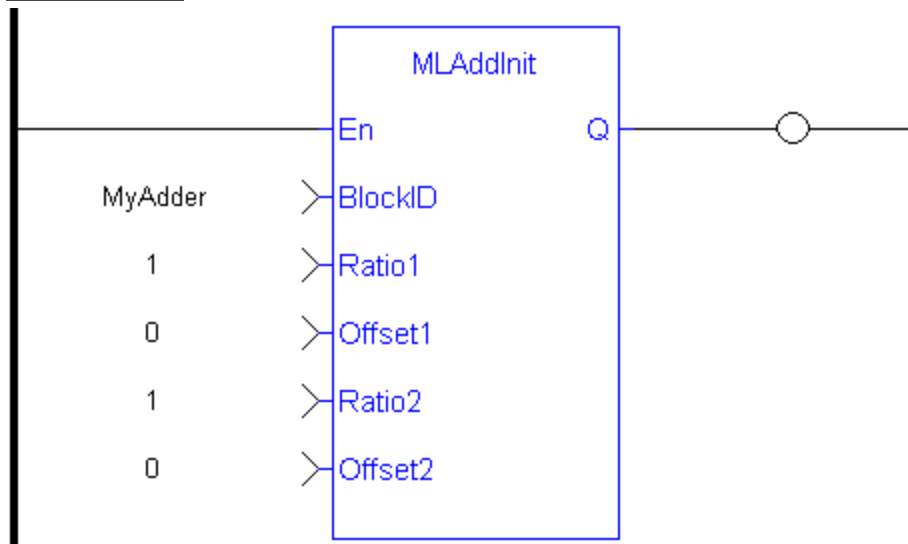 MLAddInit
En Q
MyAdder BlockID
1 Ratio1
0 Offset1
1 Ratio2
0 Offset2